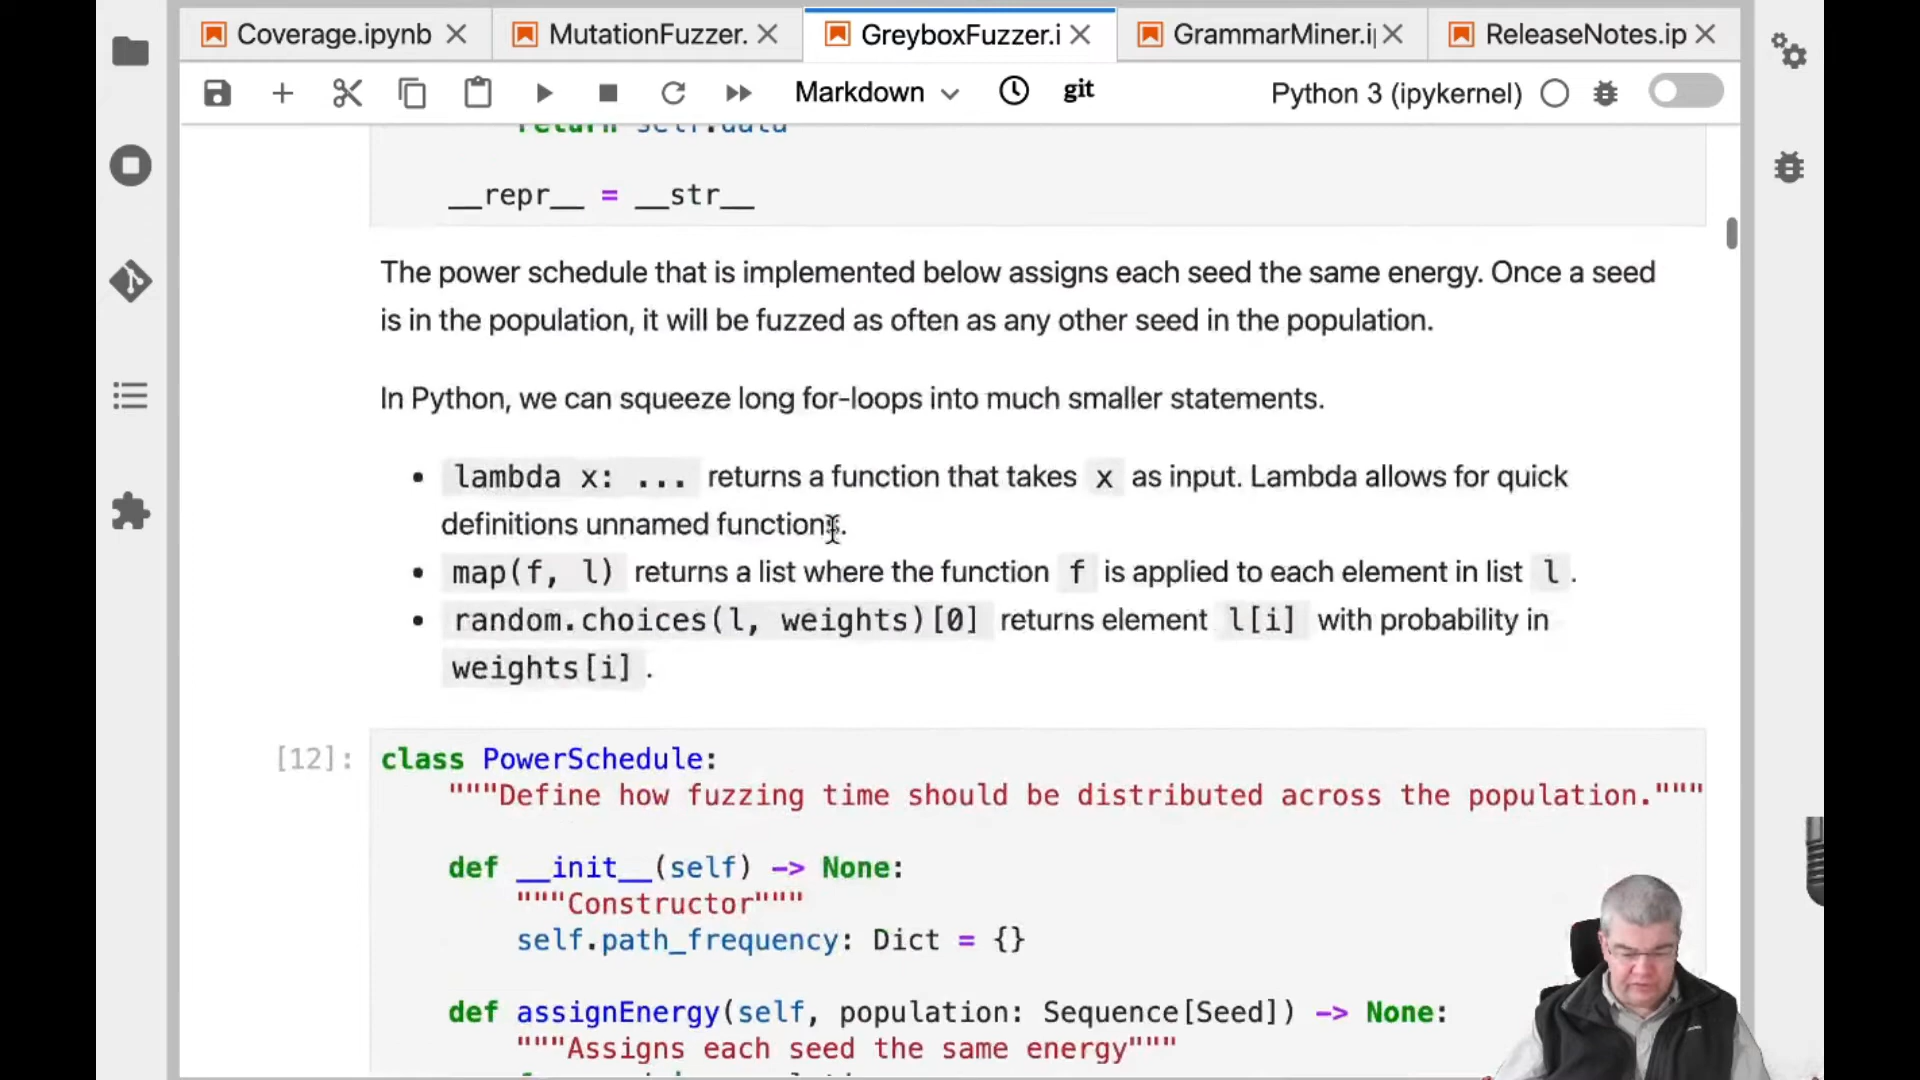 Coverage.ipynb MutationFuzzer. GreyboxFuzzer.i GrammarMiner.i ReleaseNotes.ip
Markdown git Python 3 (ipykernel)
return self.data
__repr__ = __str__
The power schedule that is implemented below assigns each seed the same energy. Once a seed
is in the population, it will be fuzzed as often as any other seed in the population.
In Python, we can squeeze long for-loops into much smaller statements.
• lambda x: ... returns a function that takes x as input. Lambda allows for quick
definitions unnamed functions.
• map(f, l) returns a list where the function f is applied to each element in list l .
• random.choices(l, weights)[0] returns element l[i] with probability in
weights[i] .
[12]: class PowerSchedule:
"""Define how fuzzing time should be distributed across the population."""
def __init__(self) -> None:
"""Constructor"""
self.path_frequency: Dict = {}
def assignEnergy(self, population: Sequence[Seed]) -> None:
"""Assigns each seed the same energy"""